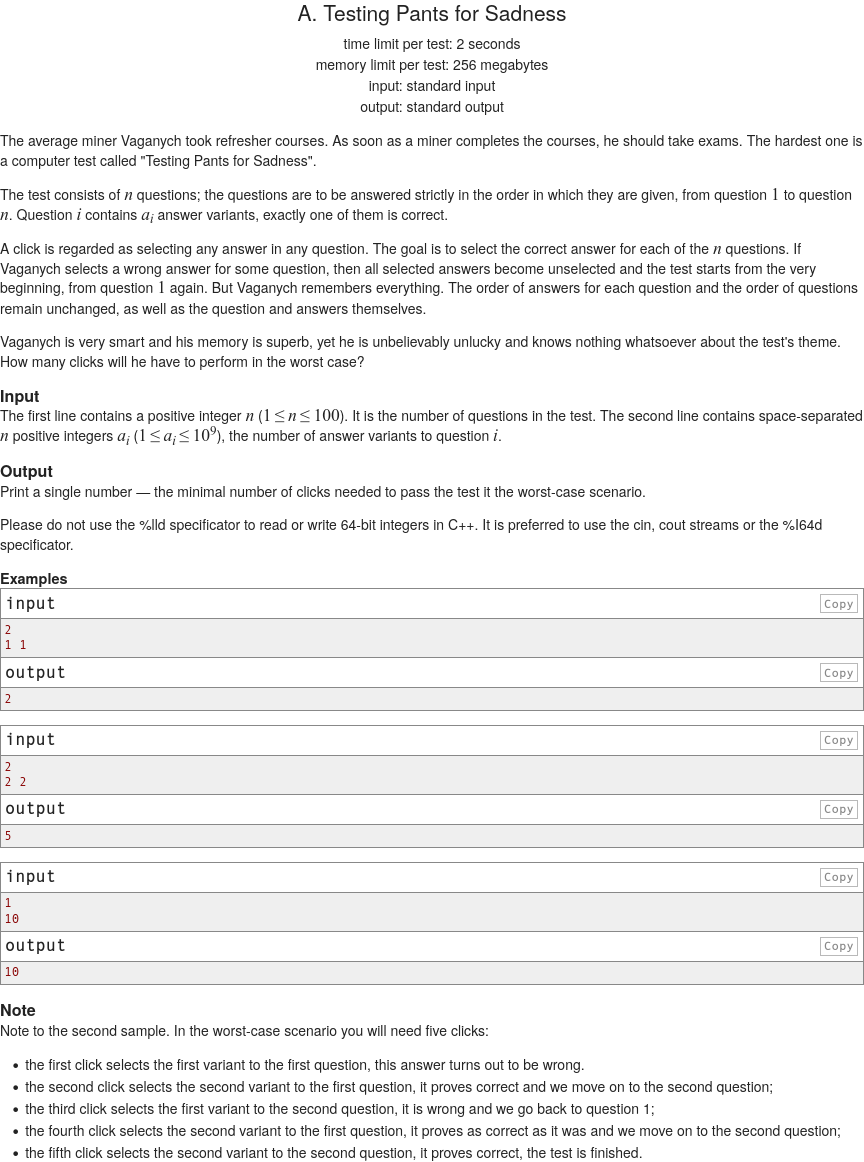 A. Testing Pants for Sadness
time limit per test: 2 seconds
memory limit per test: 256 megabytes
input: standard input
output: standard output
The average miner Vaganych took refresher courses. As soon as a miner completes the courses, he should take exams. The hardest one is
a computer test called "Testing Pants for Sadness".
The test consists of n questions; the questions are to be answered strictly in the order in which they are given, from question 1 to question
n. Question i contains aᵢ answer variants, exactly one of them is correct.
A click is regarded as selecting any answer in any question. The goal is to select the correct answer for each of the n questions. If
Vaganych selects a wrong answer for some question, then all selected answers become unselected and the test starts from the very
beginning, from question 1 again. But Vaganych remembers everything. The order of answers for each question and the order of questions
remain unchanged, as well as the question and answers themselves.
Vaganych is very smart and his memory is superb, yet he is unbelievably unlucky and knows nothing whatsoever about the test's theme.
How many clicks will he have to perform in the worst case?
Input
The first line contains a positive integer n (1 ≤ n ≤ 100). It is the number of questions in the test. The second line contains space-separated
n positive integers aᵢ (1 ≤ aᵢ ≤ 10⁹), the number of answer variants to question i.
Output
Print a single number — the minimal number of clicks needed to pass the test it the worst-case scenario.
Please do not use the %lld specificator to read or write 64-bit integers in C++. It is preferred to use the cin, cout streams or the %I64d
specificator.
Examples
input Copy
2
1 1
output Copy
2
input Copy
2
2 2
output Copy
5
input Copy
1
10
output Copy
10
Note
Note to the second sample. In the worst-case scenario you will need five clicks:
• the first click selects the first variant to the first question, this answer turns out to be wrong.
• the second click selects the second variant to the first question, it proves correct and we move on to the second question;
• the third click selects the first variant to the second question, it is wrong and we go back to question 1;
• the fourth click selects the second variant to the first question, it proves as correct as it was and we move on to the second question;
• the fifth click selects the second variant to the second question, it proves correct, the test is finished.